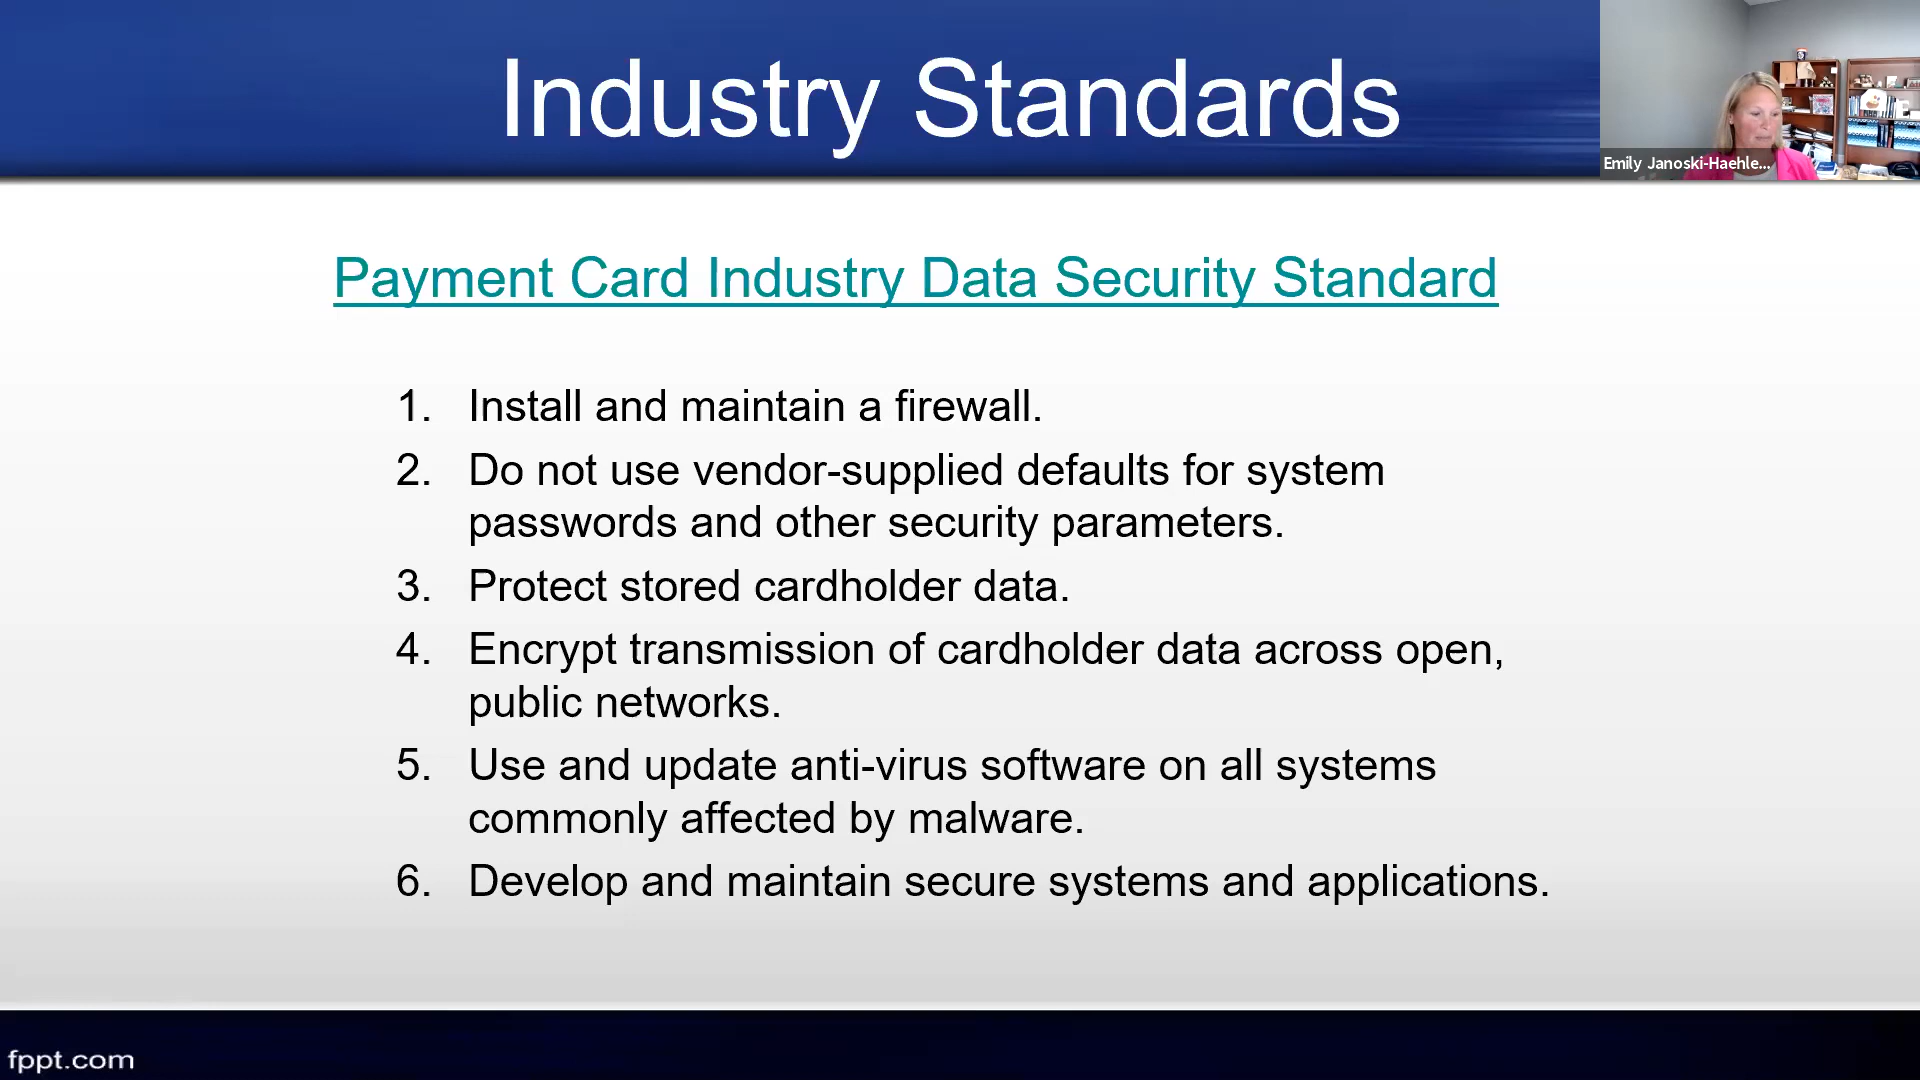 Industry Standards
Emily Janoski-Haehle...
Payment Card Industry Data Security Standard
1. Install and maintain a firewall.
2. Do not use vendor-supplied defaults for system
passwords and other security parameters.
3. Protect stored cardholder data.
4. Encrypt transmission of cardholder data across open,
public networks.
5. Use and update anti-virus software on all systems
commonly affected by malware.
6. Develop and maintain secure systems and applications.
fppt.com